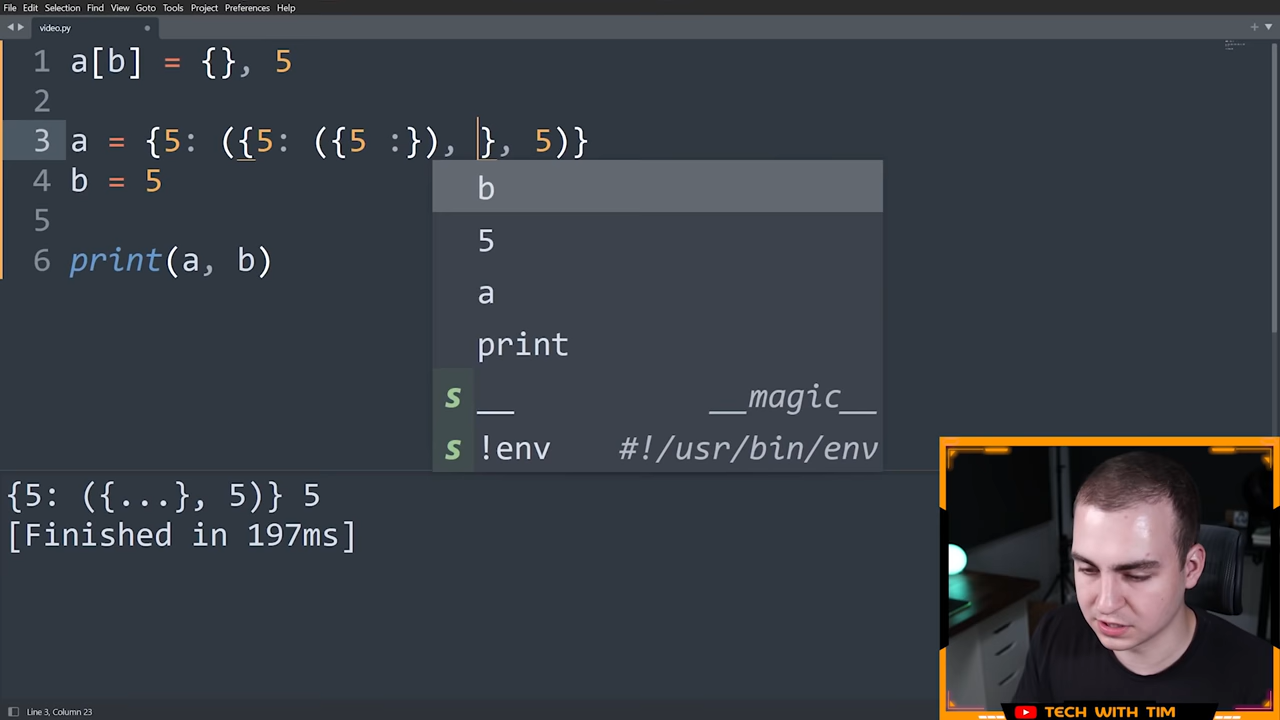 File Edit Selection Find View Goto Tools Project Preferences Help
video.py
1 a[b] = {}, 5
2
3 a = {5: ({5: ({5 :}), }, 5)}
4 b = 5
b
5
5
6 print(a, b)
a
print
s __ __magic__
s !env #!/usr/bin/env
{5: ({...}, 5)} 5
[Finished in 197ms]
TECH WITH TIM
Line 3, Column 23